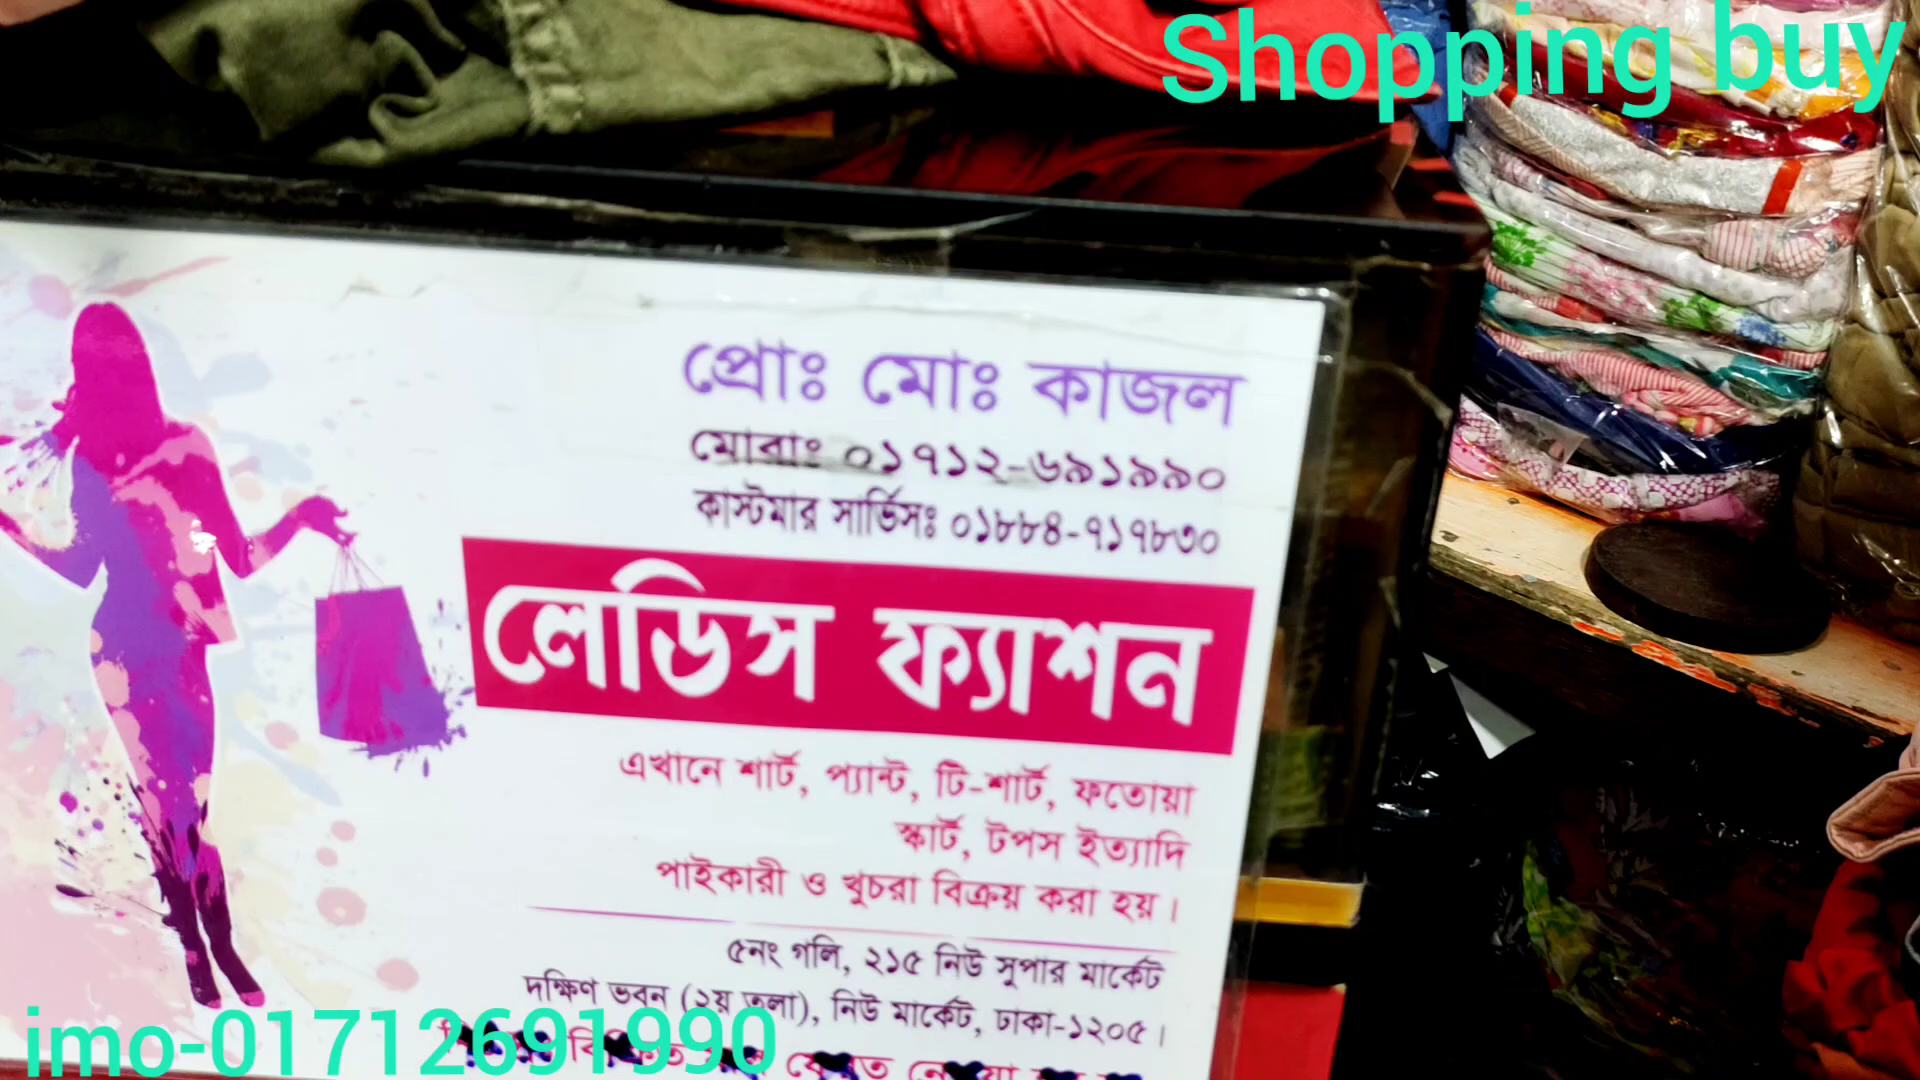 Shopping buy
প্রোঃ মোঃ কাজল
মোবাঃ ০১৭১২-৬৯১৯৯০
কাস্টমার সার্ভিসঃ ০১৮৮৪-৭১৭৮৩০
লেডিস ফ্যাশন
এখানে শার্ট, প্যান্ট, টি-শার্ট, ফতোয়া
স্কার্ট, টপস ইত্যাদি
পাইকারী ও খুচরা বিক্রয় করা হয়।
৫নং গলি, ২১৫ নিউ সুপার মার্কেট
দক্ষিণ ভবন (২য় তলা), নিউ মার্কেট, ঢাকা-১২০৫।
imo-01712691990